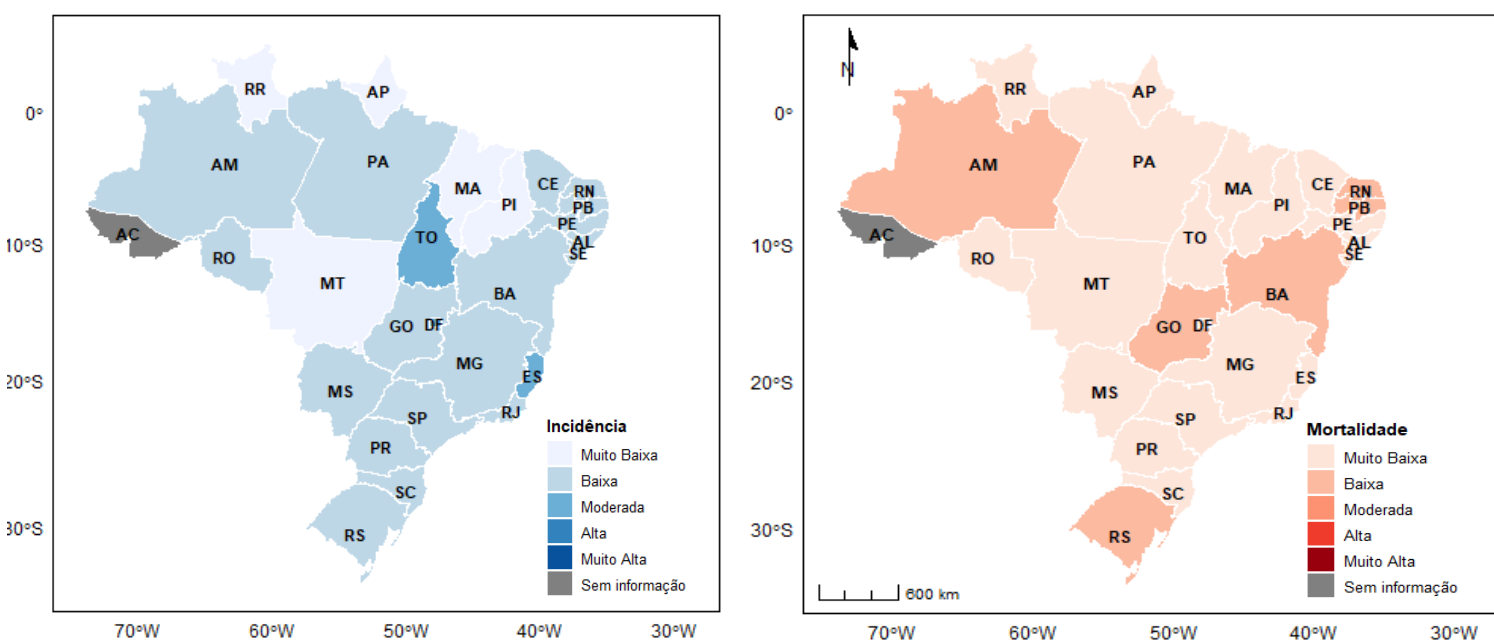 RR
AP
0°
AM
PA
MA
CE
RN
PB
PI
PE
AC
TO
AL
SE
10°S
RO
MT
BA
GO
DF
MG
ES
20°S
MS
SP
RJ
PR
SC
RS
30°S
Incidência
Muito Baixa
Baixa
Moderada
Alta
Muito Alta
Sem informação
70°W 60°W 50°W 40°W 30°W
N
RR
AP
0°
AM
PA
MA
CE
RN
PB
PI
PE
AC
TO
AL
SE
10°S
RO
MT
BA
GO
DF
MG
ES
20°S
MS
SP
RJ
PR
SC
RS
30°S
Mortalidade
Muito Baixa
Baixa
Moderada
Alta
Muito Alta
Sem informação
600 km
70°W 60°W 50°W 40°W 30°W